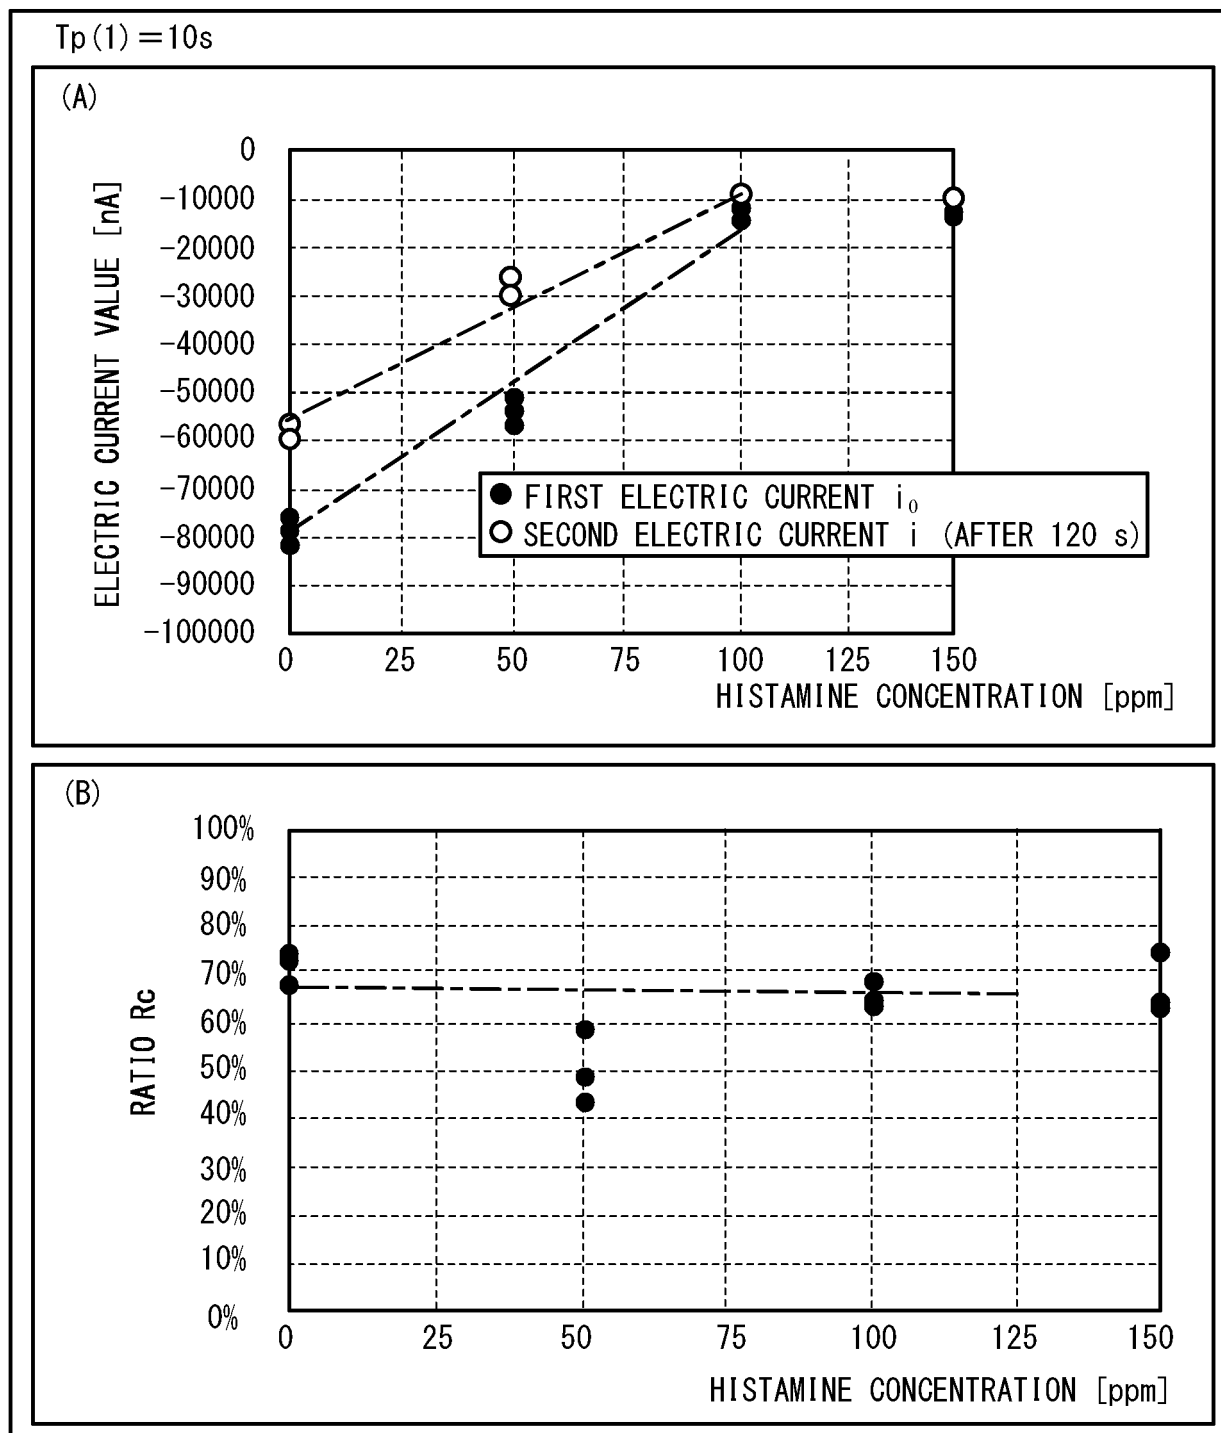 Tp(1)=10s
(A)
ELECTRIC CURRENT VALUE [nA]
0
-10000
-20000
-30000
-40000
-50000
-60000
-70000
-80000
-90000
-100000
● FIRST ELECTRIC CURRENT i₀
○ SECOND ELECTRIC CURRENT i (AFTER 120 s)
0 25 50 75 100 125 150
HISTAMINE CONCENTRATION [ppm]
(B)
RATIO Rc
100%
90%
80%
70%
60%
50%
40%
30%
20%
10%
0%
0 25 50 75 100 125 150
HISTAMINE CONCENTRATION [ppm]